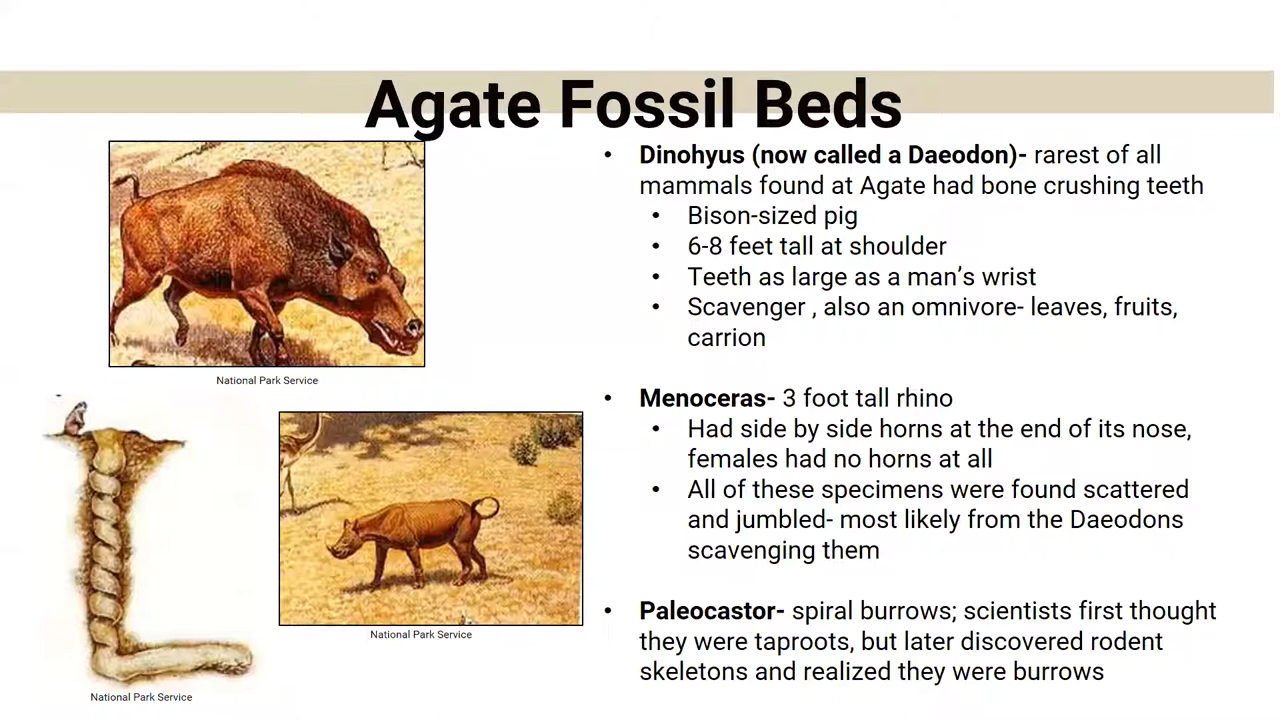 Agate Fossil Beds
• Dinohyus (now called a Daeodon)- rarest of all
mammals found at Agate had bone crushing teeth
• Bison-sized pig
• 6-8 feet tall at shoulder
• Teeth as large as a man’s wrist
• Scavenger , also an omnivore- leaves, fruits,
carrion
National Park Service
• Menoceras- 3 foot tall rhino
• Had side by side horns at the end of its nose,
females had no horns at all
• All of these specimens were found scattered
and jumbled- most likely from the Daeodons
scavenging them
National Park Service
• Paleocastor- spiral burrows; scientists first thought
they were taproots, but later discovered rodent
skeletons and realized they were burrows
National Park Service